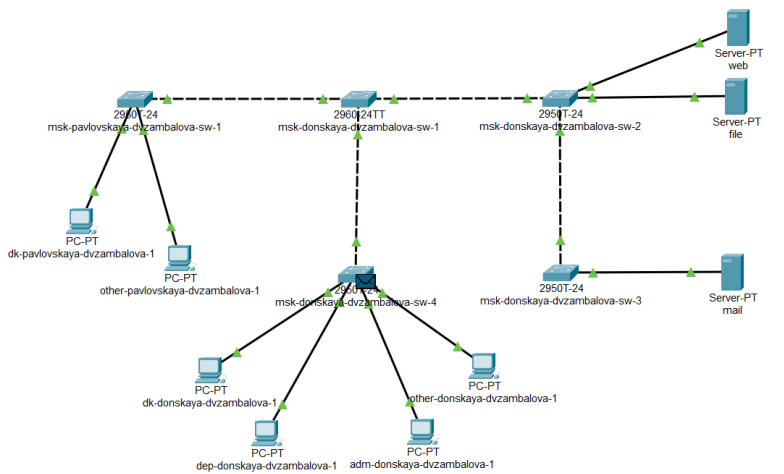 Server-PT
web
2950T-24
msk-pavlovskaya-dvzambalova-sw-1
2960-24TT
msk-donskaya-dvzambalova-sw-1
2950T-24
msk-donskaya-dvzambalova-sw-2
Server-PT
file
PC-PT
dk-pavlovskaya-dvzambalova-1
PC-PT
other-pavlovskaya-dvzambalova-1
2950T-24
msk-donskaya-dvzambalova-sw-4
2950T-24
msk-donskaya-dvzambalova-sw-3
Server-PT
mail
PC-PT
dk-donskaya-dvzambalova-1
PC-PT
other-donskaya-dvzambalova-1
PC-PT
dep-donskaya-dvzambalova-1
PC-PT
adm-donskaya-dvzambalova-1